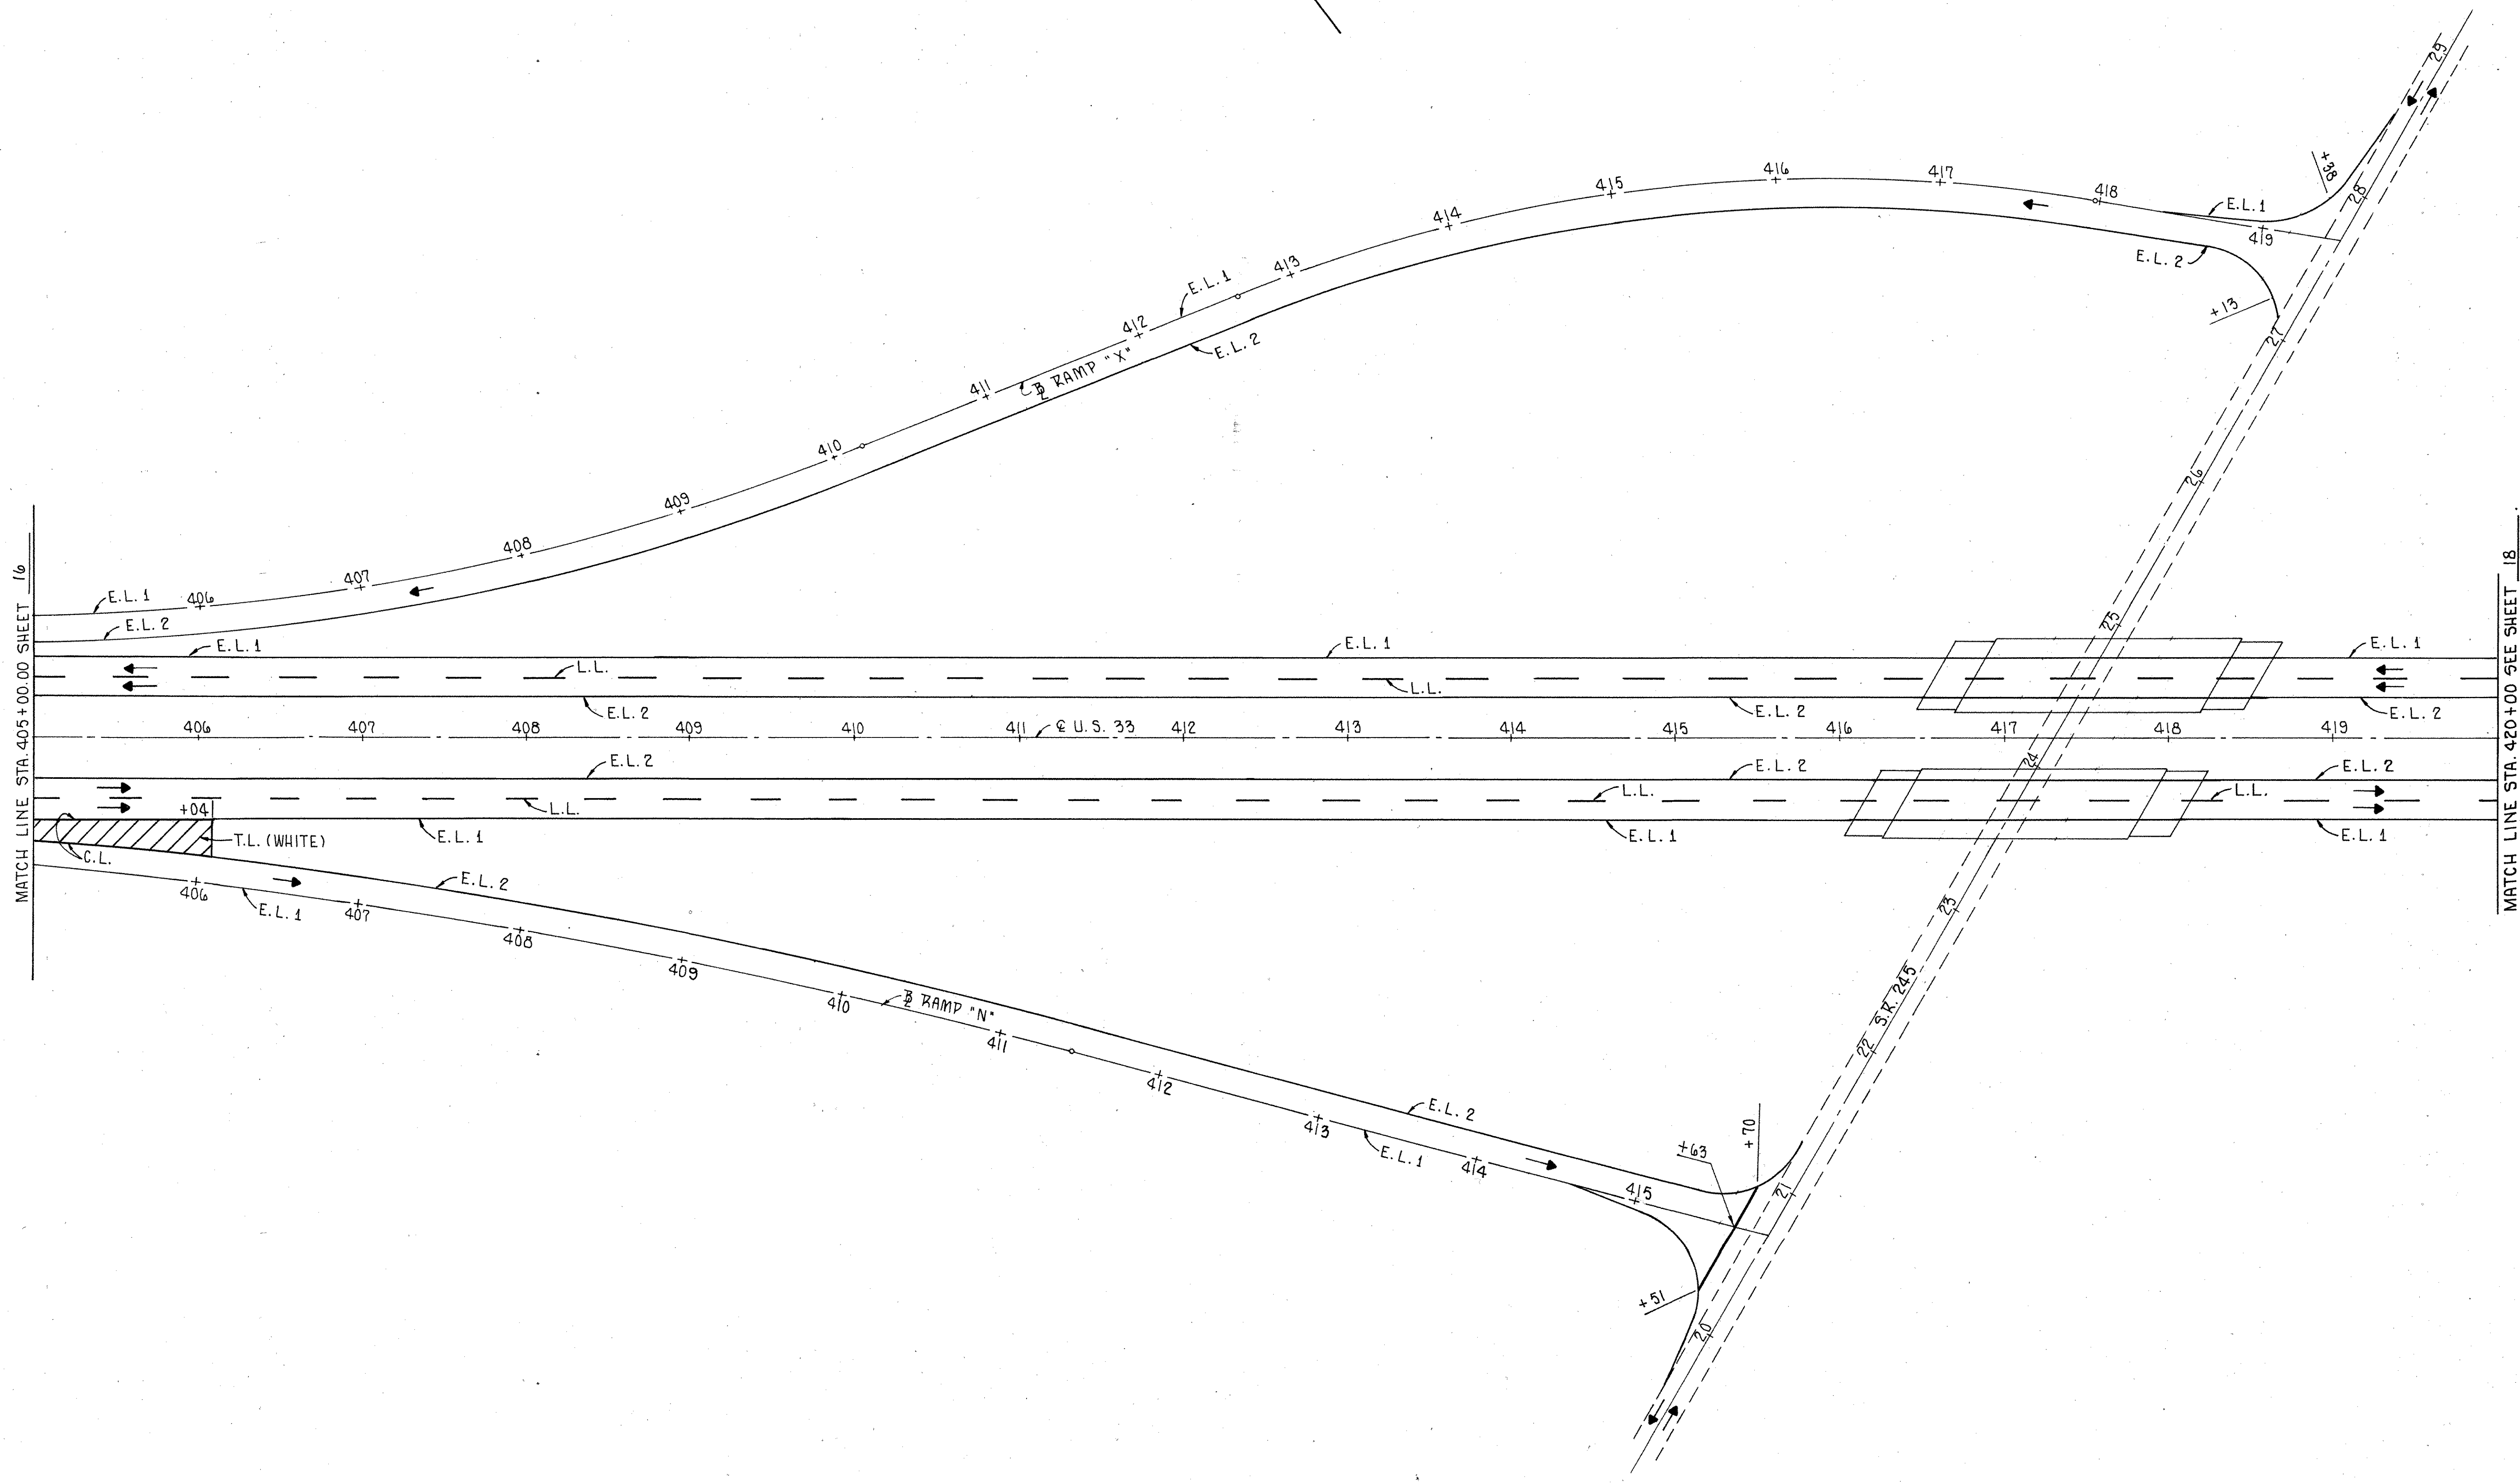 29
+38
28
416
417
415
418
E.L. 1
414
419
E.L. 2
413
+13
E.L. 1
412
27
E.L. 2
RAMP "X"
411
410
26
409
408
407
406
E.L. 1
E.L. 2
25
E.L. 1
E.L. 1
E.L. 1
L.L.
L.L.
E.L. 2
E.L. 2
E.L. 2
MATCH LINE STA. 405+00.00 SHEET 16
MATCH LINE STA. 420+00 SEE SHEET 18
406
407
408
409
410
411
℄ U.S. 33
412
413
414
415
416
417
418
419
24
E.L. 2
E.L. 2
E.L. 2
L.L.
L.L.
L.L.
+04
T.L. (WHITE)
C.L.
E.L. 1
E.L. 1
E.L. 1
E.L. 2
406
E.L. 1
407
408
23
409
S.R. 245
410
RAMP "N"
411
22
412
E.L. 2
413
E.L. 1
414
+63
+70
415
21
+51
20